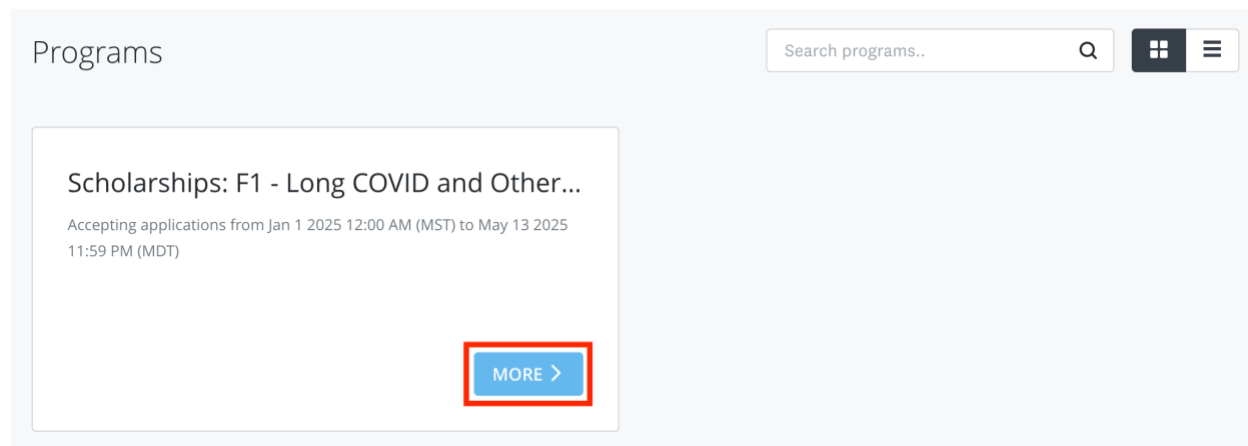 Programs
Search programs..
Scholarships: F1 - Long COVID and Other...
Accepting applications from Jan 1 2025 12:00 AM (MST) to May 13 2025
11:59 PM (MDT)
MORE